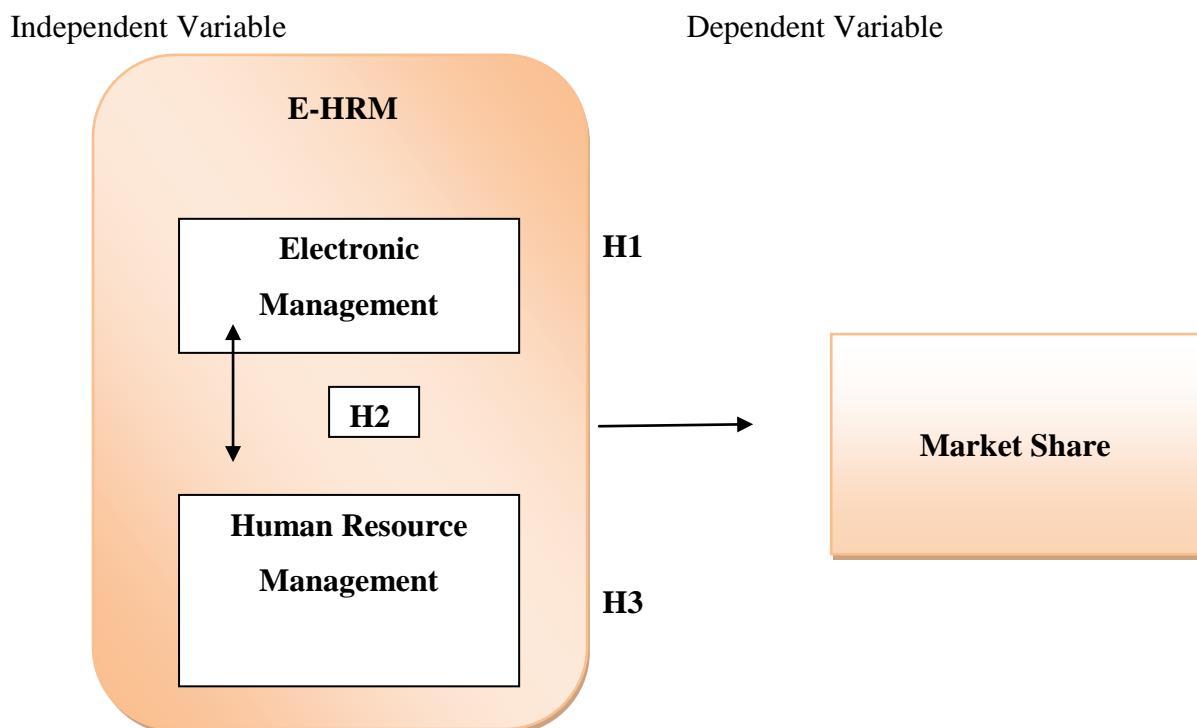 Independent Variable
Dependent Variable
E-HRM
Electronic
Management
H1
H2
Market Share
Human Resource
Management
H3